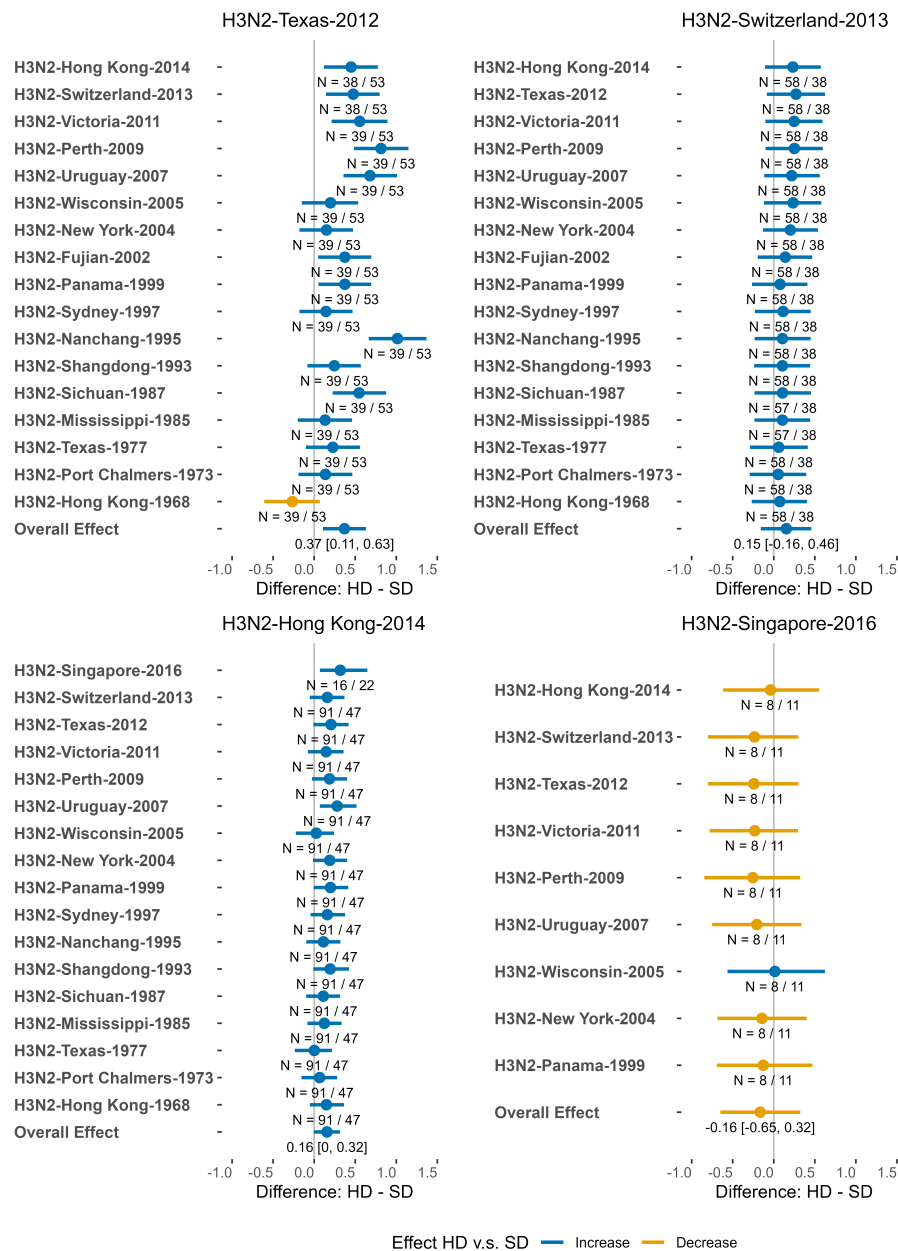 H3N2-Texas-2012
H3N2-Hong Kong-2014
N = 38 / 53
H3N2-Switzerland-2013
N = 38 / 53
H3N2-Victoria-2011
N = 39 / 53
H3N2-Perth-2009
N = 39 / 53
H3N2-Uruguay-2007
N = 39 / 53
H3N2-Wisconsin-2005
N = 39 / 53
H3N2-New York-2004
N = 39 / 53
H3N2-Fujian-2002
N = 39 / 53
H3N2-Panama-1999
N = 39 / 53
H3N2-Sydney-1997
N = 39 / 53
H3N2-Nanchang-1995
N = 39 / 53
H3N2-Shangdong-1993
N = 39 / 53
H3N2-Sichuan-1987
N = 39 / 53
H3N2-Mississippi-1985
N = 39 / 53
H3N2-Texas-1977
N = 39 / 53
H3N2-Port Chalmers-1973
N = 39 / 53
H3N2-Hong Kong-1968
N = 39 / 53
Overall Effect
0.37 [0.11, 0.63]
-1.0 -0.5 0.0 0.5 1.0 1.5
Difference: HD - SD
H3N2-Switzerland-2013
H3N2-Hong Kong-2014
N = 58 / 38
H3N2-Texas-2012
N = 58 / 38
H3N2-Victoria-2011
N = 58 / 38
H3N2-Perth-2009
N = 58 / 38
H3N2-Uruguay-2007
N = 58 / 38
H3N2-Wisconsin-2005
N = 58 / 38
H3N2-New York-2004
N = 58 / 38
H3N2-Fujian-2002
N = 58 / 38
H3N2-Panama-1999
N = 58 / 38
H3N2-Sydney-1997
N = 58 / 38
H3N2-Nanchang-1995
N = 58 / 38
H3N2-Shangdong-1993
N = 58 / 38
H3N2-Sichuan-1987
N = 57 / 38
H3N2-Mississippi-1985
N = 57 / 38
H3N2-Texas-1977
N = 58 / 38
H3N2-Port Chalmers-1973
N = 58 / 38
H3N2-Hong Kong-1968
N = 58 / 38
Overall Effect
0.15 [-0.16, 0.46]
-1.0 -0.5 0.0 0.5 1.0 1.5
Difference: HD - SD
H3N2-Hong Kong-2014
H3N2-Singapore-2016
N = 16 / 22
H3N2-Switzerland-2013
N = 91 / 47
H3N2-Texas-2012
N = 91 / 47
H3N2-Victoria-2011
N = 91 / 47
H3N2-Perth-2009
N = 91 / 47
H3N2-Uruguay-2007
N = 91 / 47
H3N2-Wisconsin-2005
N = 91 / 47
H3N2-New York-2004
N = 91 / 47
H3N2-Panama-1999
N = 91 / 47
H3N2-Sydney-1997
N = 91 / 47
H3N2-Nanchang-1995
N = 91 / 47
H3N2-Shangdong-1993
N = 91 / 47
H3N2-Sichuan-1987
N = 91 / 47
H3N2-Mississippi-1985
N = 91 / 47
H3N2-Texas-1977
N = 91 / 47
H3N2-Port Chalmers-1973
N = 91 / 47
H3N2-Hong Kong-1968
N = 91 / 47
Overall Effect
0.16 [0, 0.32]
-1.0 -0.5 0.0 0.5 1.0 1.5
Difference: HD - SD
H3N2-Singapore-2016
H3N2-Hong Kong-2014
N = 8 / 11
H3N2-Switzerland-2013
N = 8 / 11
H3N2-Texas-2012
N = 8 / 11
H3N2-Victoria-2011
N = 8 / 11
H3N2-Perth-2009
N = 8 / 11
H3N2-Uruguay-2007
N = 8 / 11
H3N2-Wisconsin-2005
N = 8 / 11
H3N2-New York-2004
N = 8 / 11
H3N2-Panama-1999
N = 8 / 11
Overall Effect
-0.16 [-0.65, 0.32]
-1.0 -0.5 0.0 0.5 1.0 1.5
Difference: HD - SD
Effect HD v.s. SD Increase Decrease